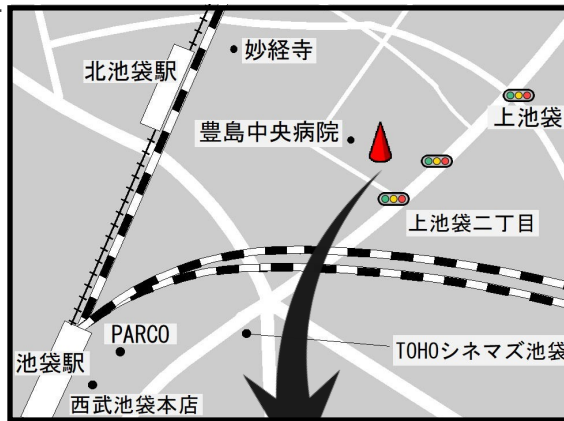 妙経寺
北池袋駅
上池袋
豊島中央病院
上池袋二丁目
PARCO
TOHOシネマズ池袋
池袋駅
西武池袋本店